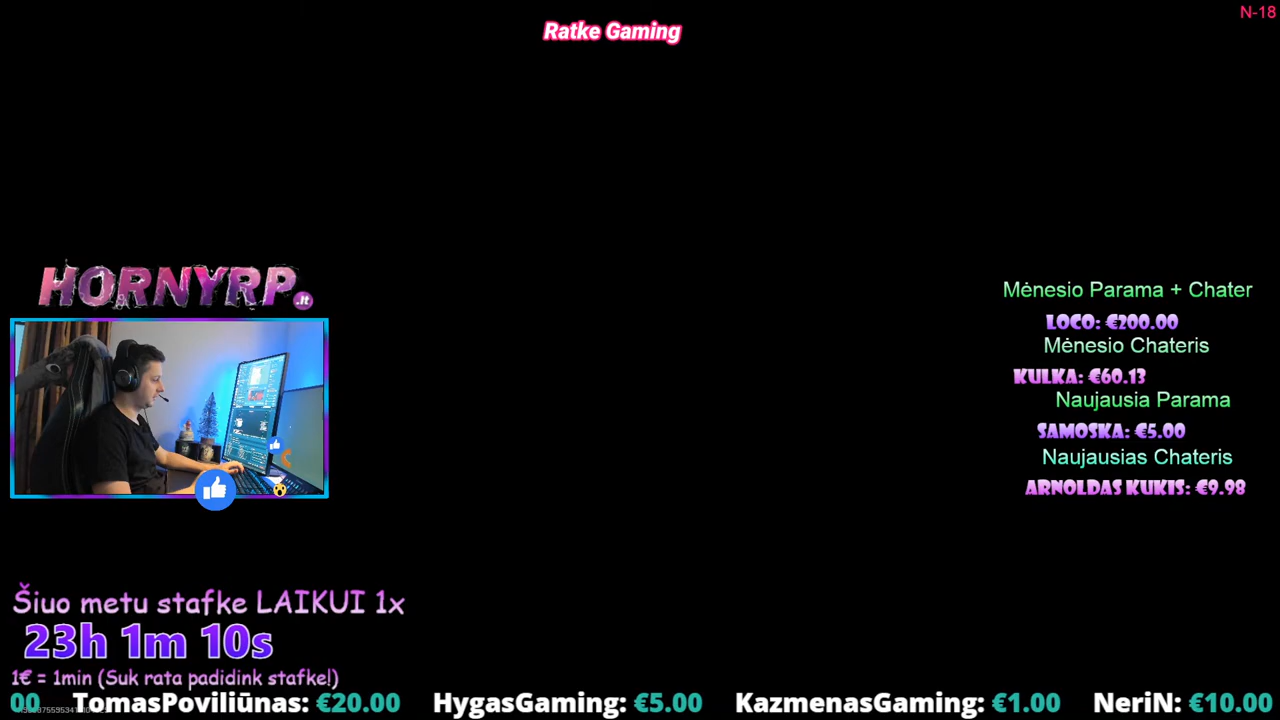 Ratke Gaming
N-18
HORNYRP.lt
Mėnesio Parama + Chater
LOCO: €200.00
Mėnesio Chateris
KULKA: €60.13
Naujausia Parama
SAMOSKA: €5.00
Naujausias Chateris
ARNOLDAS KUKIS: €9.98
Šiuo metu stafke LAIKUI 1x
23h 1m 10s
1€ = 1min (Suk rata padidink stafke!)
00 TomasPoviliūnas: €20.00 HygasGaming: €5.00 KazmenasGaming: €1.00 NeriN: €10.00